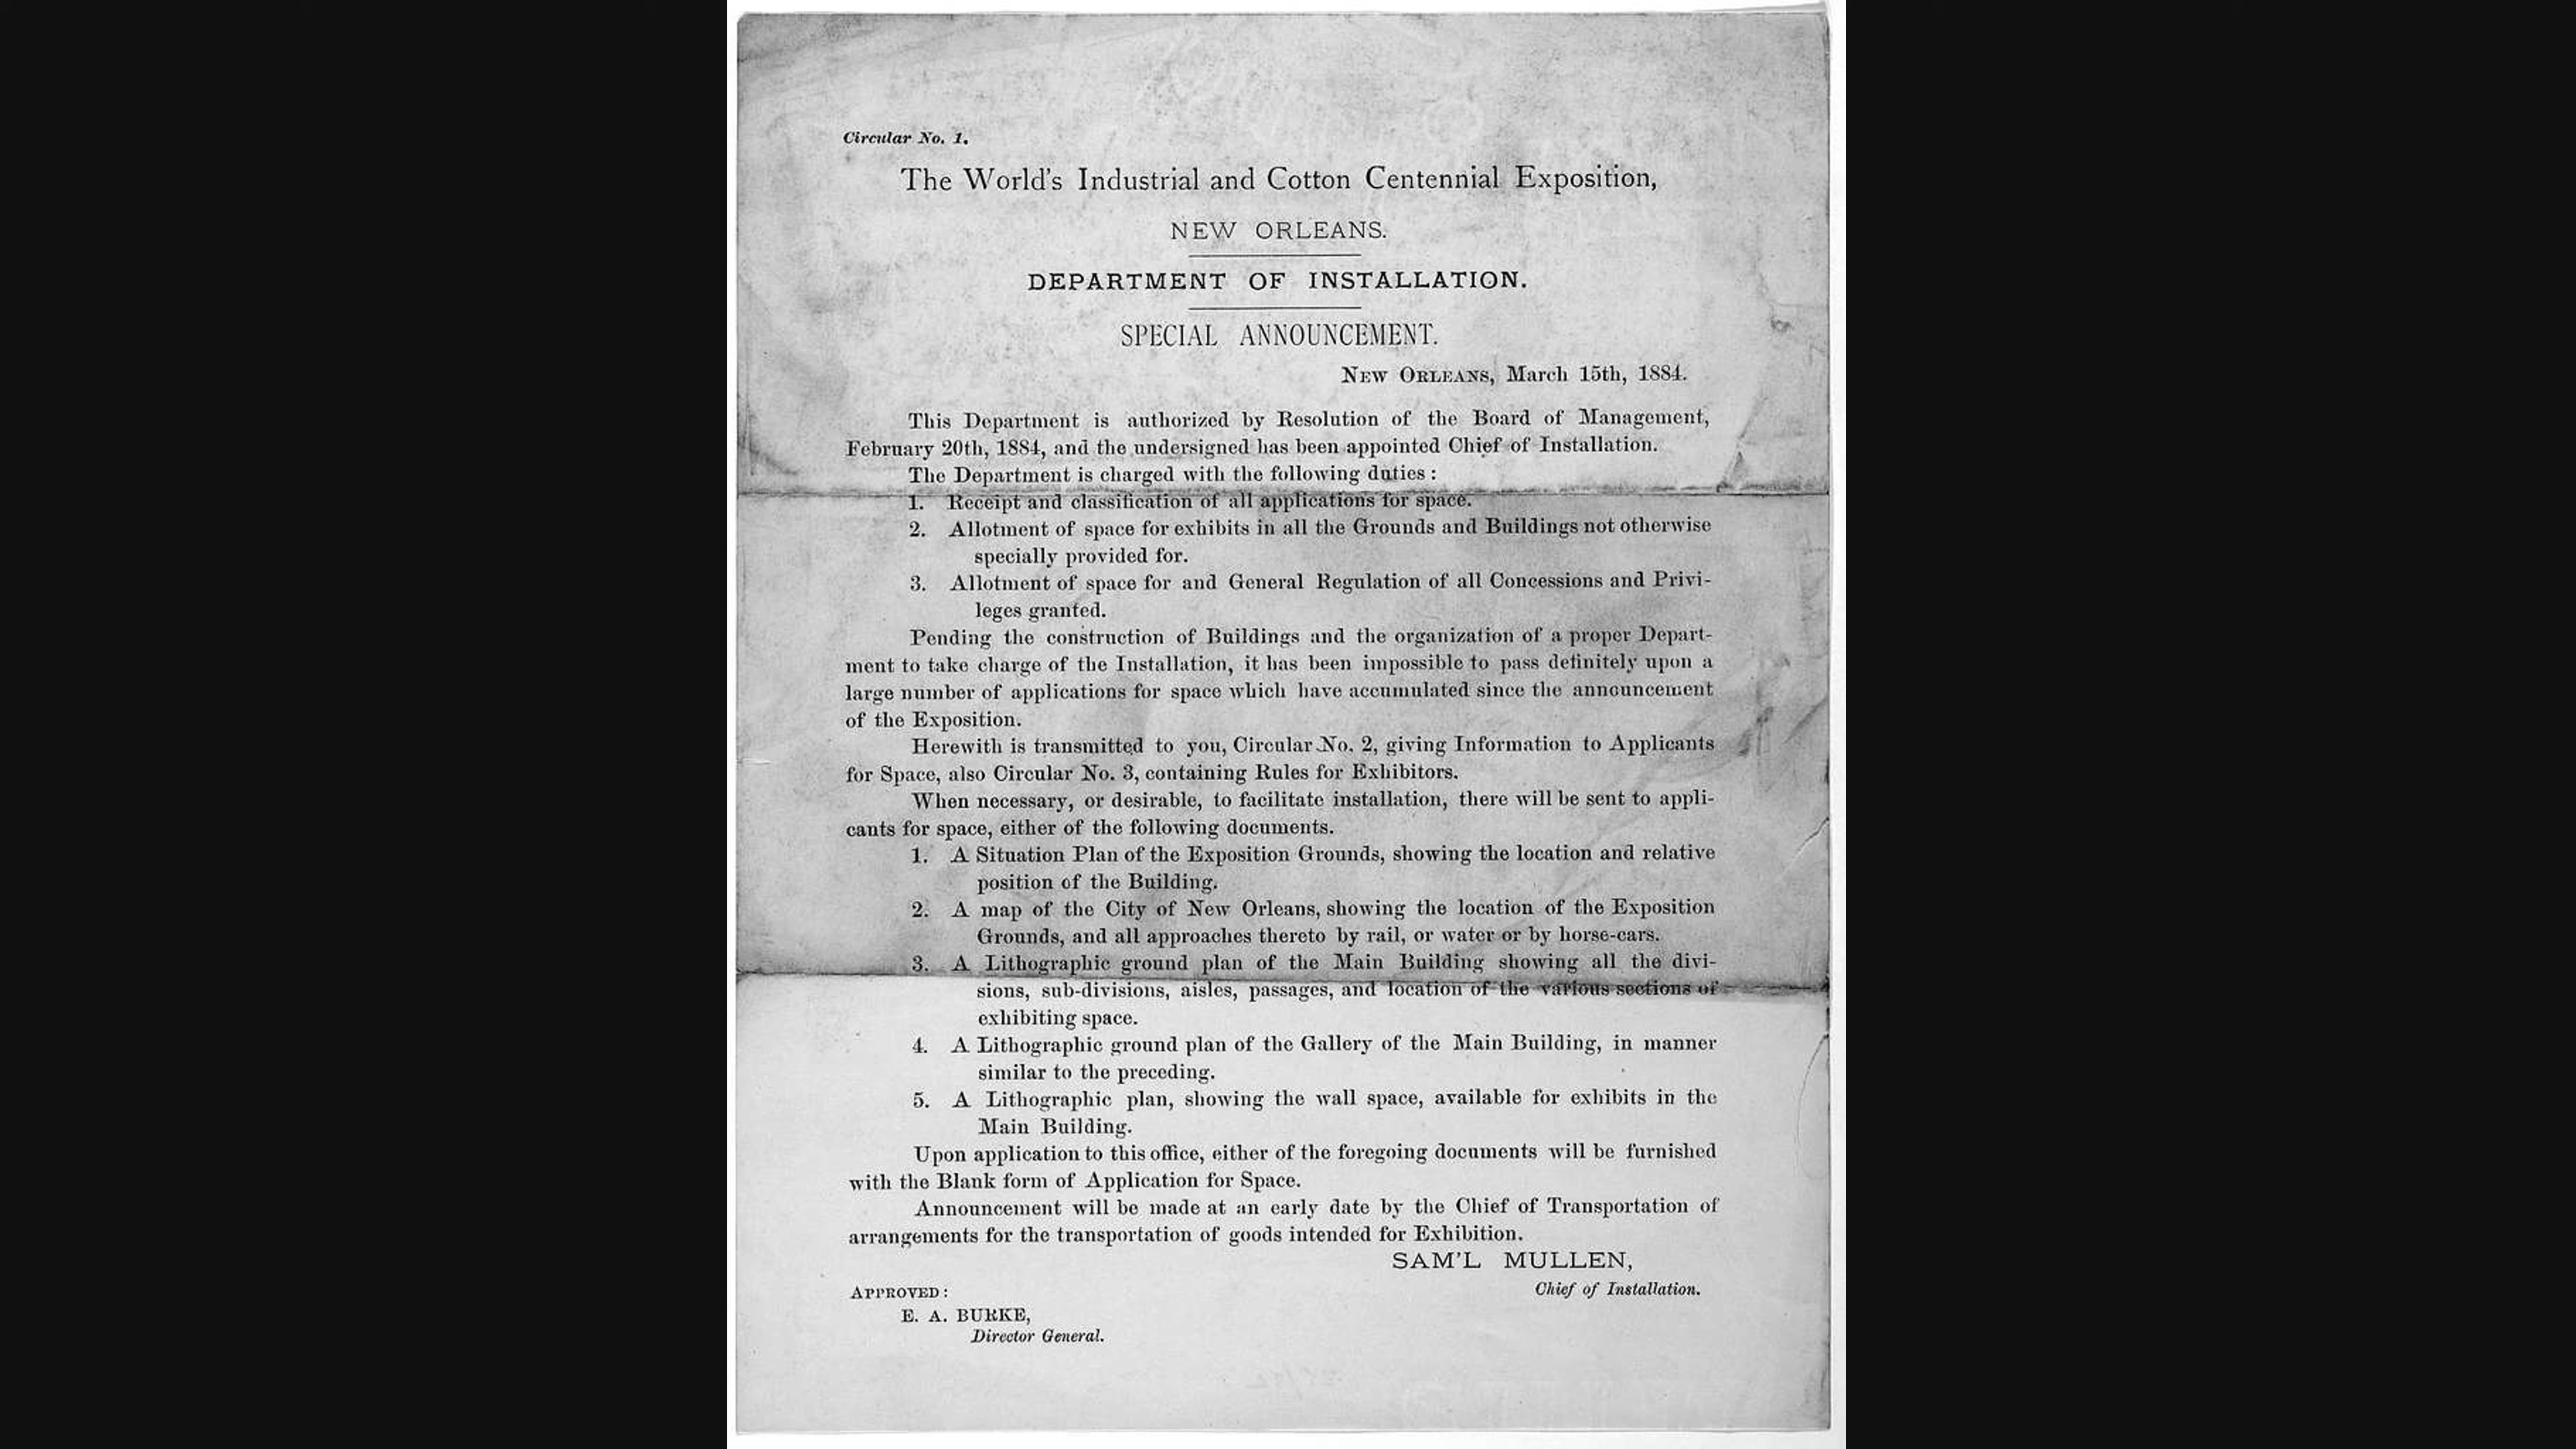 Circular No. 1.
The World's Industrial and Cotton Centennial Exposition,
NEW ORLEANS.
DEPARTMENT OF INSTALLATION.
SPECIAL ANNOUNCEMENT.
NEW ORLEANS, March 15th, 1884.
This Department is authorized by Resolution of the Board of Management,
February 20th, 1884, and the undersigned has been appointed Chief of Installation.
The Department is charged with the following duties :
1. Receipt and classification of all applications for space.
2. Allotment of space for exhibits in all the Grounds and Buildings not otherwise
specially provided for.
3. Allotment of space for and General Regulation of all Concessions and Privi-
leges granted.
Pending the construction of Buildings and the organization of a proper Depart-
ment to take charge of the Installation, it has been impossible to pass definitely upon a
large number of applications for space which have accumulated since the announcement
of the Exposition.
Herewith is transmitted to you, Circular No. 2, giving Information to Applicants
for Space, also Circular No. 3, containing Rules for Exhibitors.
When necessary, or desirable, to facilitate installation, there will be sent to appli-
cants for space, either of the following documents.
1. A Situation Plan of the Exposition Grounds, showing the location and relative
position of the Building.
2. A map of the City of New Orleans, showing the location of the Exposition
Grounds, and all approaches thereto by rail, or water or by horse-cars.
3. A Lithographic ground plan of the Main Building showing all the divi-
sions, sub-divisions, aisles, passages, and location of the various sections of
exhibiting space.
4. A Lithographic ground plan of the Gallery of the Main Building, in manner
similar to the preceding.
5. A Lithographic plan, showing the wall space, available for exhibits in the
Main Building.
Upon application to this office, either of the foregoing documents will be furnished
with the Blank form of Application for Space.
Announcement will be made at an early date by the Chief of Transportation of
arrangements for the transportation of goods intended for Exhibition.
SAM'L MULLEN,
Chief of Installation.
APPROVED :
E. A. BURKE,
Director General.